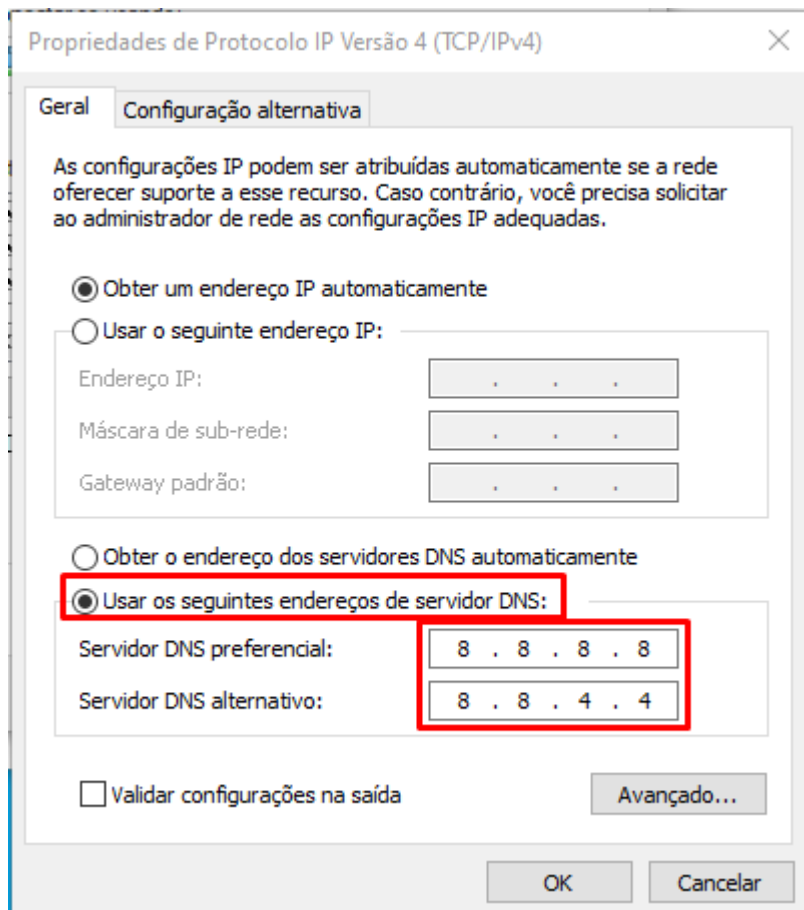 Propriedades de Protocolo IP Versão 4 (TCP/IPv4)
Geral
Configuração alternativa
As configurações IP podem ser atribuídas automaticamente se a rede
oferecer suporte a esse recurso. Caso contrário, você precisa solicitar
ao administrador de rede as configurações IP adequadas.
Obter um endereço IP automaticamente
Usar o seguinte endereço IP:
Endereço IP: . . .
Máscara de sub-rede: . . .
Gateway padrão: . . .
Obter o endereço dos servidores DNS automaticamente
Usar os seguintes endereços de servidor DNS:
Servidor DNS preferencial: 8 . 8 . 8 . 8
Servidor DNS alternativo: 8 . 8 . 4 . 4
Validar configurações na saída
Avançado...
OK
Cancelar